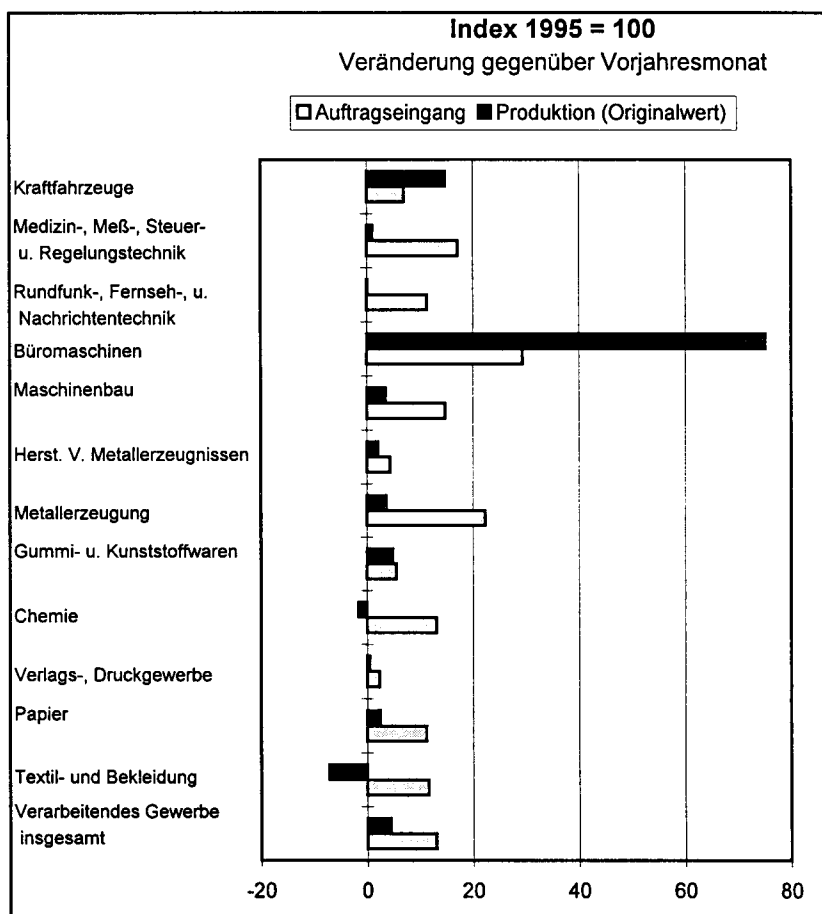 Index 1995 = 100
Veränderung gegenüber Vorjahresmonat
Auftragseingang Produktion (Originalwert)
Kraftfahrzeuge
Medizin-, Meß-, Steuer-
u. Regelungstechnik
Rundfunk-, Fernseh-, u.
Nachrichtentechnik
Büromaschinen
Maschinenbau
Herst. V. Metallerzeugnissen
Metallerzeugung
Gummi- u. Kunststoffwaren
Chemie
Verlags-, Druckgewerbe
Papier
Textil- und Bekleidung
Verarbeitendes Gewerbe
insgesamt
-20 0 20 40 60 80